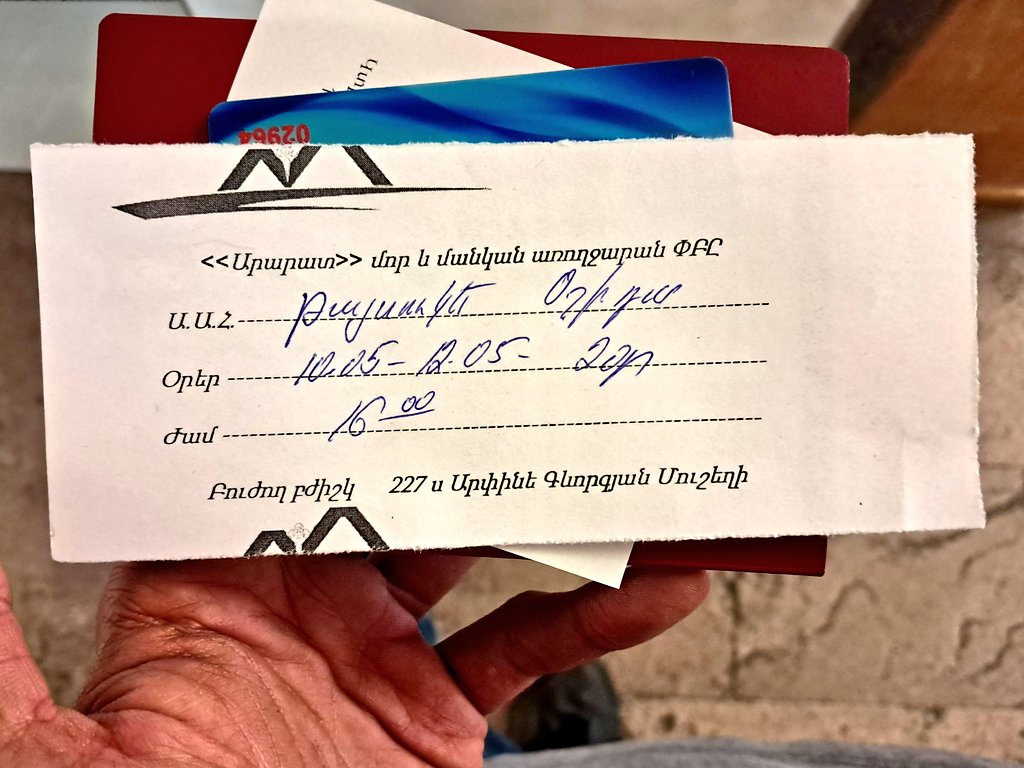 02964
<<Արարատ>> մոր և մանկան առողջարան ՓԲԸ
Ա.Ա.Հ.
Օրեր 10.05 - 12.05 - 2օր
Ժամ 16 00
Բուժող բժիշկ 227 ս Արփինե Գևորգյան Մուշեղի